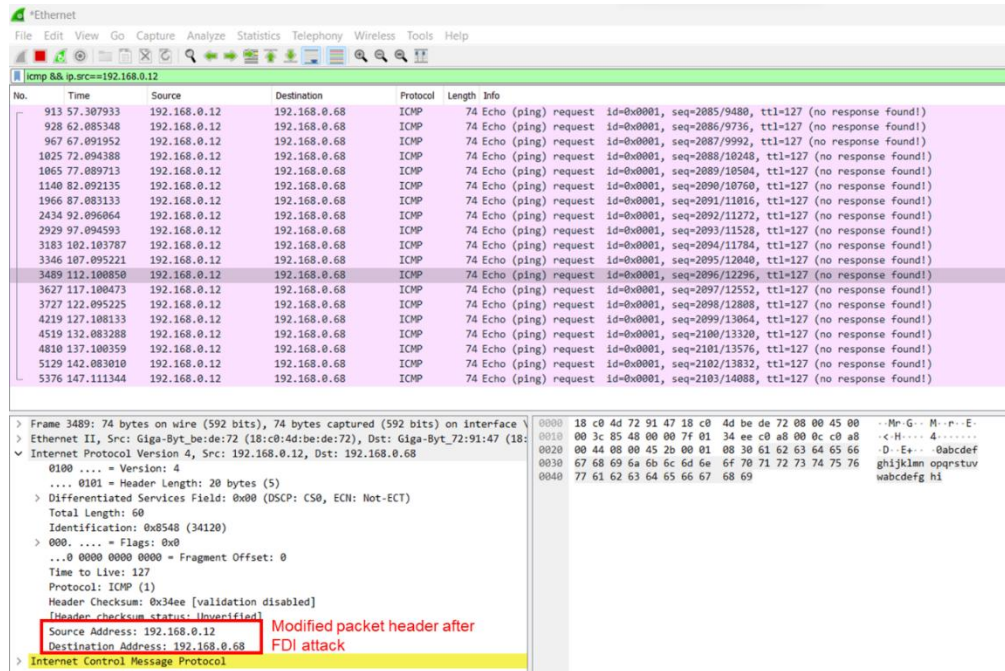 *Ethernet
File Edit View Go Capture Analyze Statistics Telephony Wireless Tools Help
icmp && ip.src==192.168.0.12
No. Time Source Destination Protocol Length Info
913 57.307933 192.168.0.12 192.168.0.68 ICMP 74 Echo (ping) request id=0x0001, seq=2085/9480, ttl=127 (no response found!)
928 62.085348 192.168.0.12 192.168.0.68 ICMP 74 Echo (ping) request id=0x0001, seq=2086/9736, ttl=127 (no response found!)
967 67.091952 192.168.0.12 192.168.0.68 ICMP 74 Echo (ping) request id=0x0001, seq=2087/9992, ttl=127 (no response found!)
1025 72.094388 192.168.0.12 192.168.0.68 ICMP 74 Echo (ping) request id=0x0001, seq=2088/10248, ttl=127 (no response found!)
1065 77.089713 192.168.0.12 192.168.0.68 ICMP 74 Echo (ping) request id=0x0001, seq=2089/10504, ttl=127 (no response found!)
1140 82.092135 192.168.0.12 192.168.0.68 ICMP 74 Echo (ping) request id=0x0001, seq=2090/10760, ttl=127 (no response found!)
1966 87.083133 192.168.0.12 192.168.0.68 ICMP 74 Echo (ping) request id=0x0001, seq=2091/11016, ttl=127 (no response found!)
2434 92.096064 192.168.0.12 192.168.0.68 ICMP 74 Echo (ping) request id=0x0001, seq=2092/11272, ttl=127 (no response found!)
2929 97.094593 192.168.0.12 192.168.0.68 ICMP 74 Echo (ping) request id=0x0001, seq=2093/11528, ttl=127 (no response found!)
3183 102.103787 192.168.0.12 192.168.0.68 ICMP 74 Echo (ping) request id=0x0001, seq=2094/11784, ttl=127 (no response found!)
3346 107.095221 192.168.0.12 192.168.0.68 ICMP 74 Echo (ping) request id=0x0001, seq=2095/12040, ttl=127 (no response found!)
3489 112.100850 192.168.0.12 192.168.0.68 ICMP 74 Echo (ping) request id=0x0001, seq=2096/12296, ttl=127 (no response found!)
3627 117.100473 192.168.0.12 192.168.0.68 ICMP 74 Echo (ping) request id=0x0001, seq=2097/12552, ttl=127 (no response found!)
3727 122.095225 192.168.0.12 192.168.0.68 ICMP 74 Echo (ping) request id=0x0001, seq=2098/12808, ttl=127 (no response found!)
4219 127.108133 192.168.0.12 192.168.0.68 ICMP 74 Echo (ping) request id=0x0001, seq=2099/13064, ttl=127 (no response found!)
4519 132.083288 192.168.0.12 192.168.0.68 ICMP 74 Echo (ping) request id=0x0001, seq=2100/13320, ttl=127 (no response found!)
4810 137.100359 192.168.0.12 192.168.0.68 ICMP 74 Echo (ping) request id=0x0001, seq=2101/13576, ttl=127 (no response found!)
5129 142.083010 192.168.0.12 192.168.0.68 ICMP 74 Echo (ping) request id=0x0001, seq=2102/13832, ttl=127 (no response found!)
5376 147.111344 192.168.0.12 192.168.0.68 ICMP 74 Echo (ping) request id=0x0001, seq=2103/14088, ttl=127 (no response found!)
> Frame 3489: 74 bytes on wire (592 bits), 74 bytes captured (592 bits) on interface \
> Ethernet II, Src: Giga-Byt_be:de:72 (18:c0:4d:be:de:72), Dst: Giga-Byt_72:91:47 (18:
Internet Protocol Version 4, Src: 192.168.0.12, Dst: 192.168.0.68
0100 .... = Version: 4
.... 0101 = Header Length: 20 bytes (5)
> Differentiated Services Field: 0x00 (DSCP: CS0, ECN: Not-ECT)
Total Length: 60
Identification: 0x8548 (34120)
> 000. .... = Flags: 0x0
...0 0000 0000 0000 = Fragment Offset: 0
Time to Live: 127
Protocol: ICMP (1)
Header Checksum: 0x34ee [validation disabled]
[Header checksum status: Unverified]
Source Address: 192.168.0.12
Destination Address: 192.168.0.68
> Internet Control Message Protocol
Modified packet header after
FDI attack
0000 18 c0 4d 72 91 47 18 c0 4d be de 72 08 00 45 00 ··Mr·G·· M··r··E·
0010 00 3c 85 48 00 00 7f 01 34 ee c0 a8 00 0c c0 a8 ·<·H···· 4·······
0020 00 44 08 00 45 2b 00 01 08 30 61 62 63 64 65 66 ·D··E+·· ·0abcdef
0030 67 68 69 6a 6b 6c 6d 6e 6f 70 71 72 73 74 75 76 ghijklmn opqrstuv
0040 77 61 62 63 64 65 66 67 68 69 wabcdefg hi